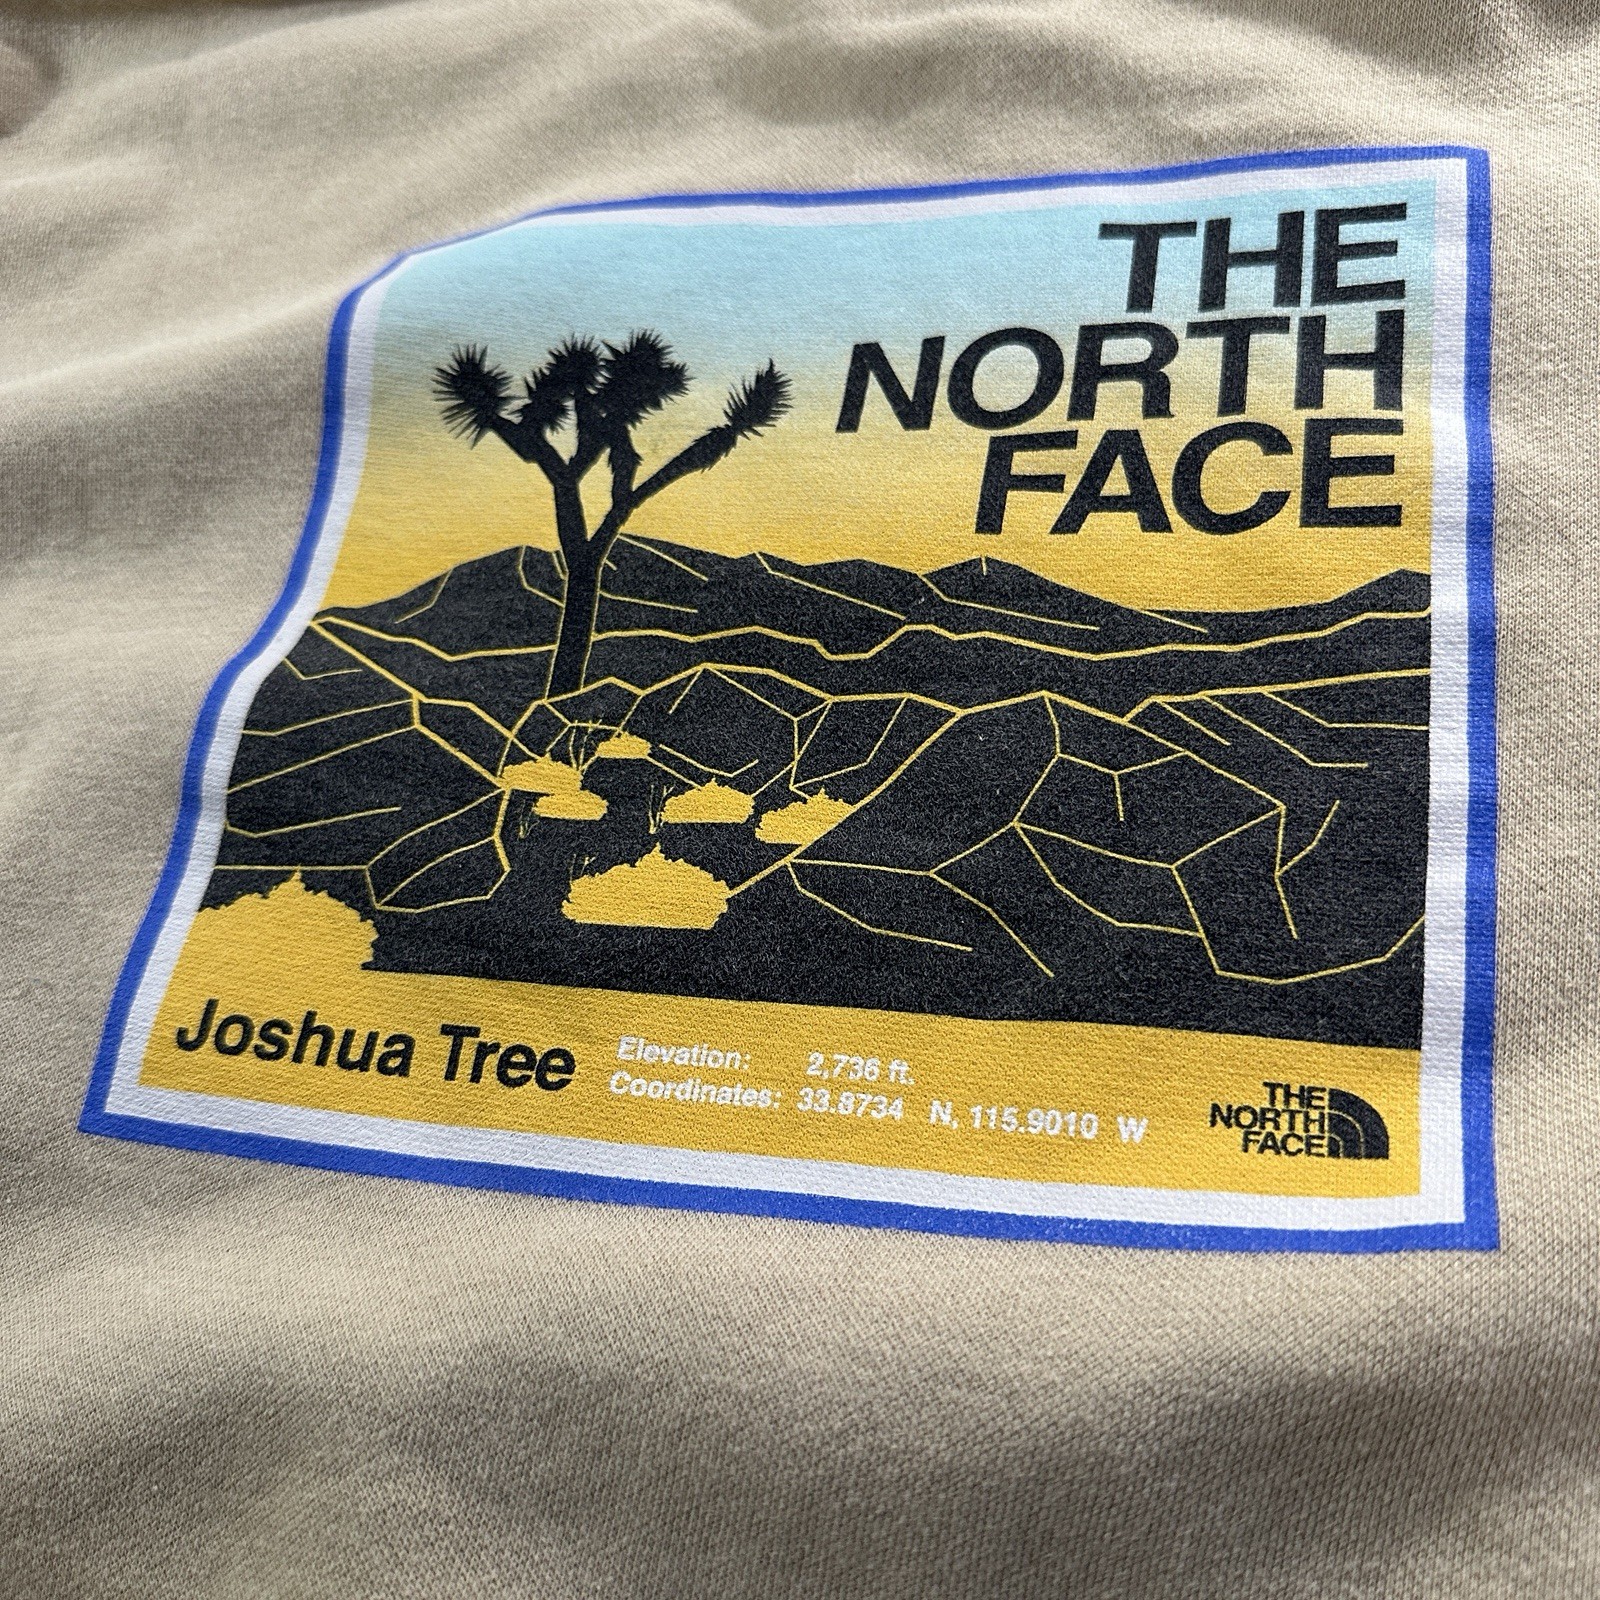 THE
NORTH
FACE
Joshua Tree
Elevation: 2,736 ft.
Coordinates: 33.8734 N, 115.9010 W
THE
NORTH
FACE